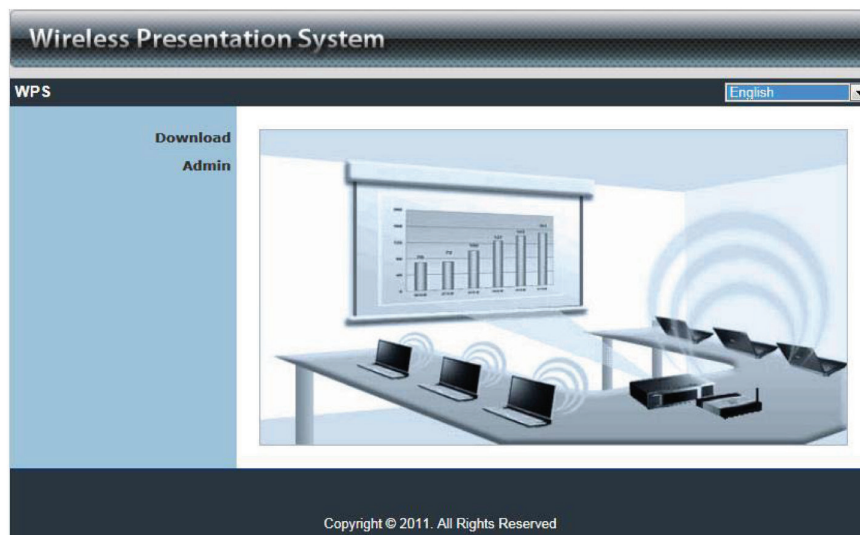 Wireless Presentation System
WPS
English
Download
Admin
Copyright © 2011. All Rights Reserved